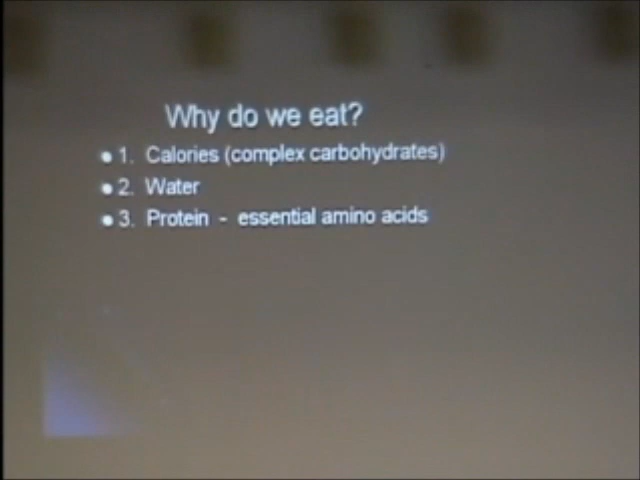 Why do we eat?
• 1. Calories (complex carbohydrates)
• 2. Water
• 3. Protein - essential amino acids